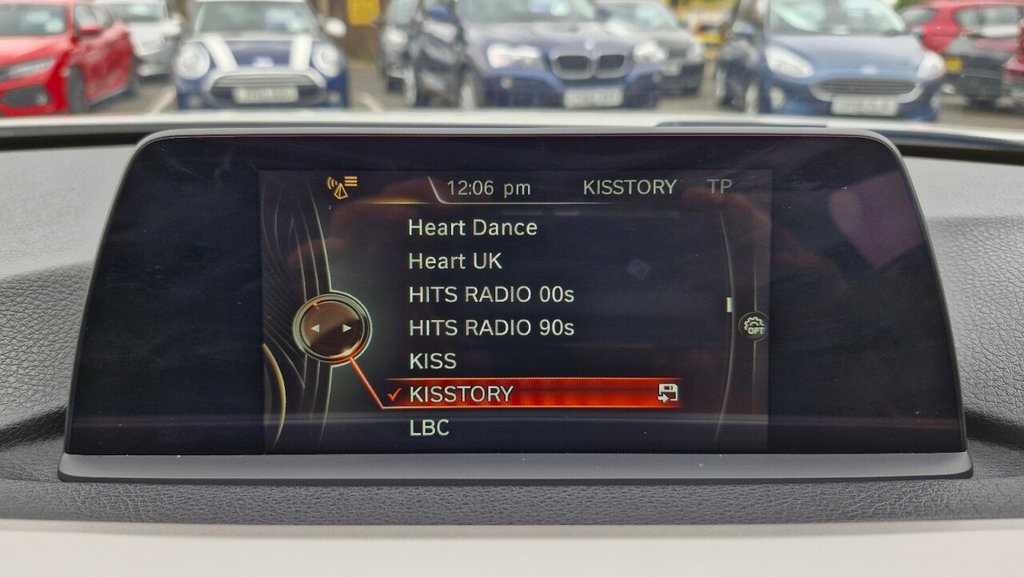 12:06 pm KISSTORY TP
Heart Dance
Heart UK
HITS RADIO 00s
HITS RADIO 90s
KISS
✓ KISSTORY
LBC
OPT